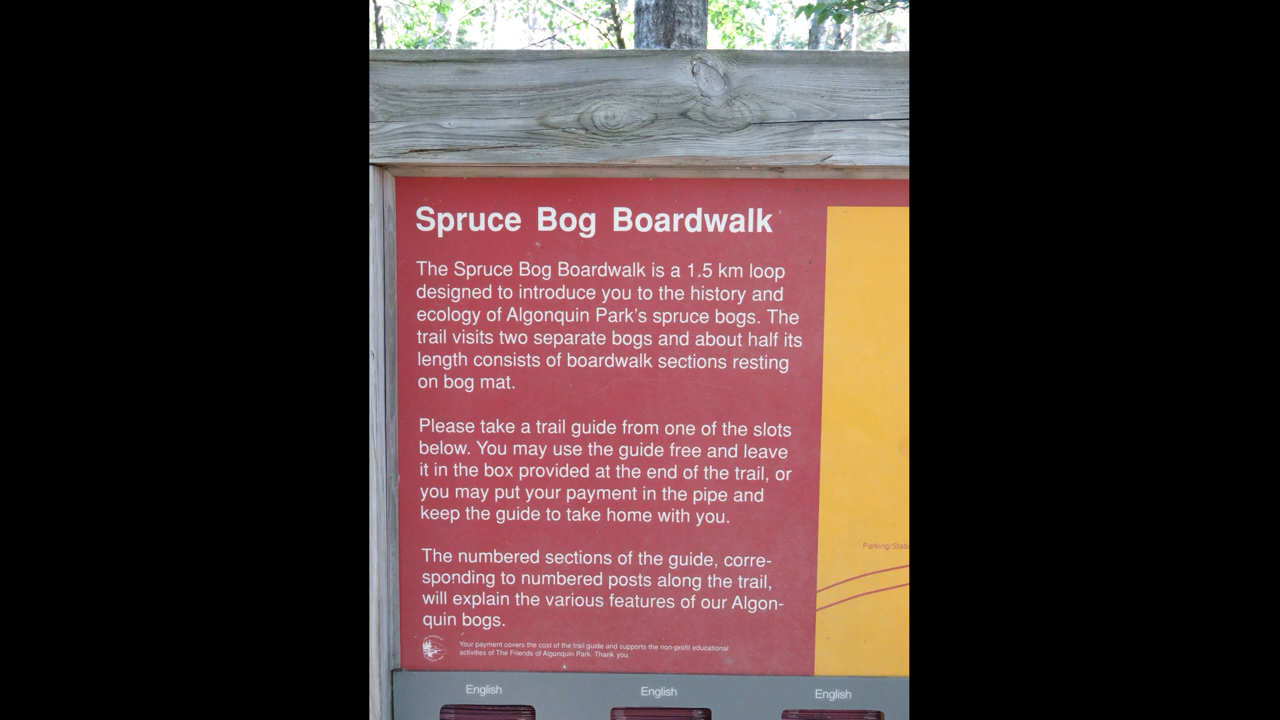 Spruce Bog Boardwalk
The Spruce Bog Boardwalk is a 1.5 km loop
designed to introduce you to the history and
ecology of Algonquin Park's spruce bogs. The
trail visits two separate bogs and about half its
length consists of boardwalk sections resting
on bog mat.
Please take a trail guide from one of the slots
below. You may use the guide free and leave
it in the box provided at the end of the trail, or
you may put your payment in the pipe and
keep the guide to take home with you.
Parking/
The numbered sections of the guide, corre-
sponding to numbered posts along the trail,
will explain the various features of our Algon-
quin bogs.
Your payment covers the cost of the trail guide and supports the non-profit educational
activities of The Friends of Algonquin Park. Thank you.
English English English